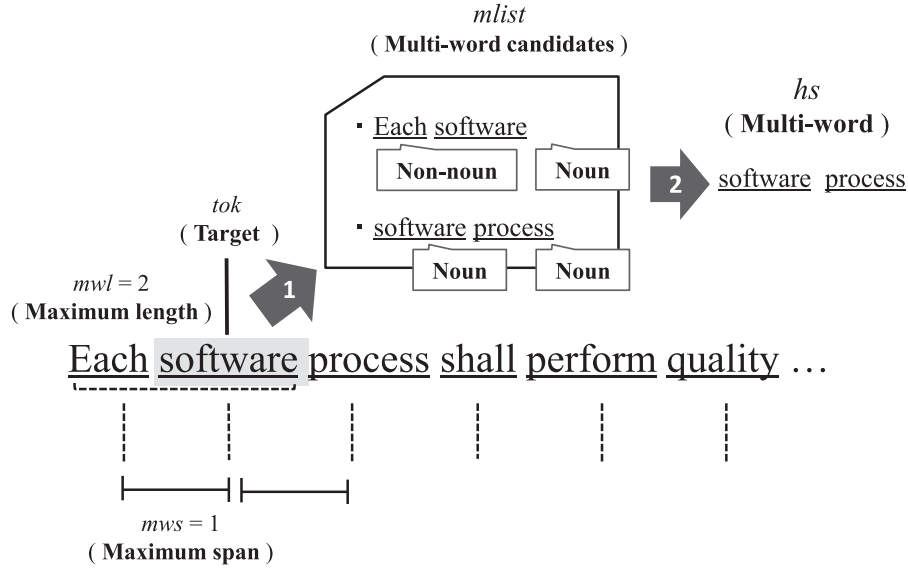 mlist
( Multi-word candidates )
▪ Each software
Non-noun Noun
▪ software process
Noun Noun
hs
( Multi-word )
2
software process
tok
( Target )
1
mwl = 2
( Maximum length )
Each software process shall perform quality …
mws = 1
( Maximum span )